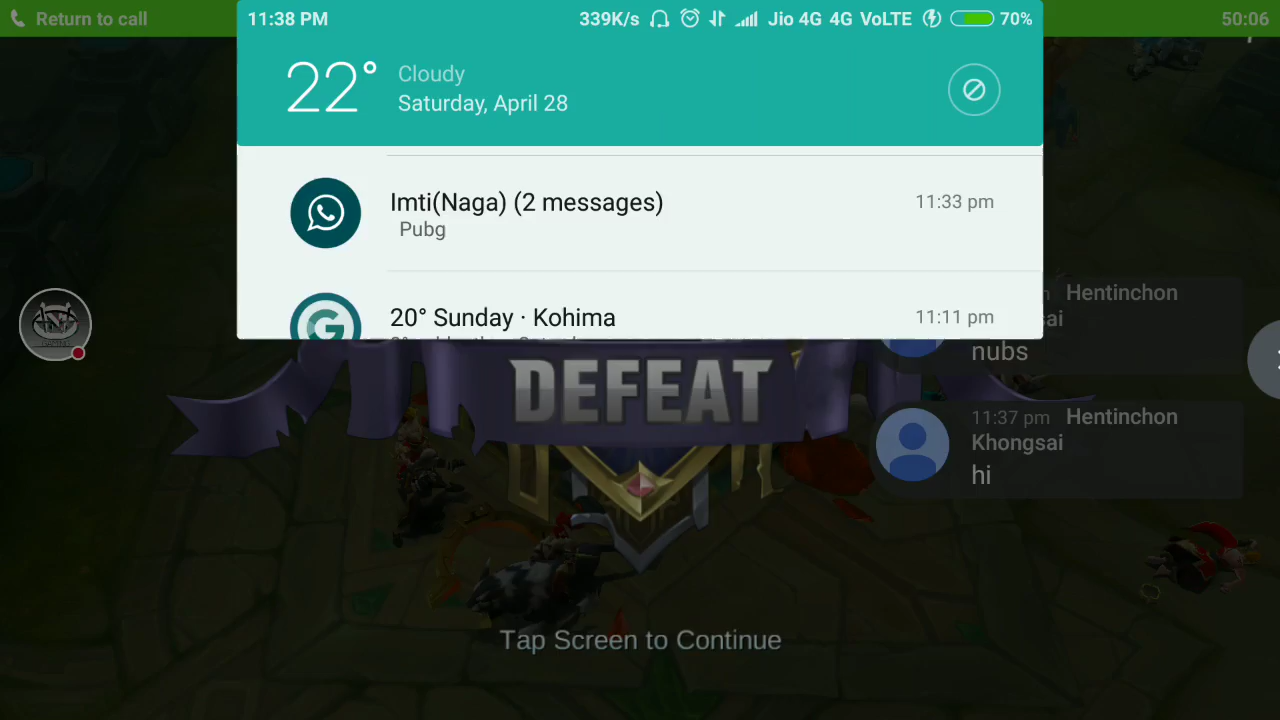 Return to call
50:06
11:38 PM
339K/s
Jio 4G 4G VoLTE
70%
22°
Cloudy
Saturday, April 28
Imti(Naga) (2 messages)
11:33 pm
Pubg
20° Sunday · Kohima
11:11 pm
Hentinchon
nubs
DEFEAT
11:37 pm Hentinchon
Khongsai
hi
Tap Screen to Continue